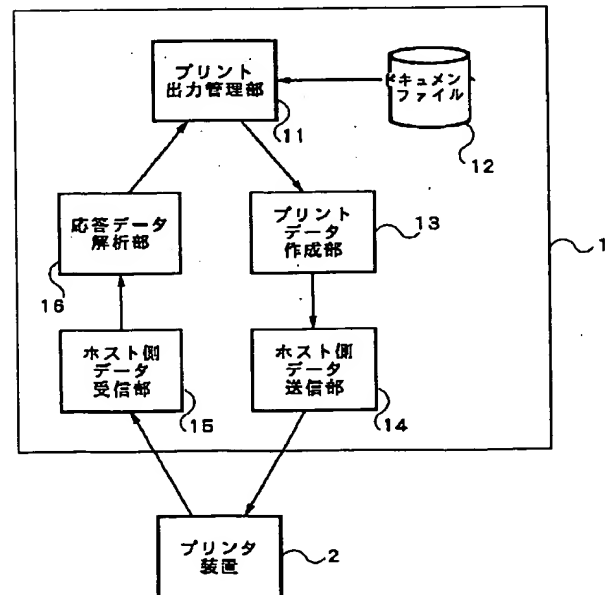 プリント
出力管理部
11
ドキュメン
ファイル
12
応答データ
解析部
16
プリント
データ
作成部
13
1
ホスト側
データ
受信部
15
ホスト側
データ
送信部
14
プリンタ
装置
2